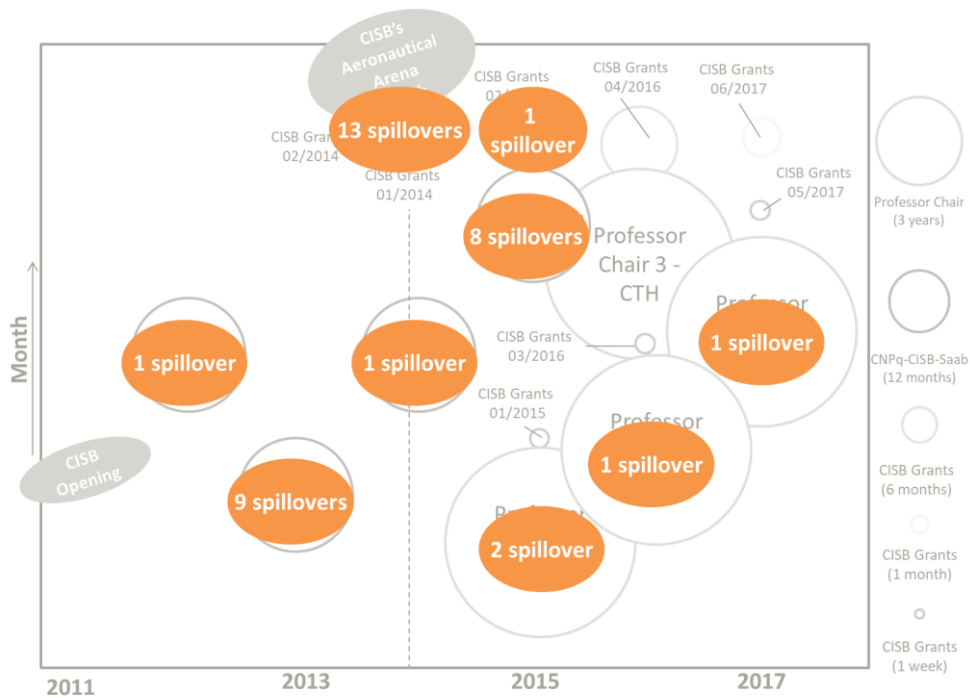 CISB's
Aeronautical
Arena
13 spillovers
CISB Grants
1
spillover
CISB Grants
04/2016
CISB Grants
06/2017
02/2014
CISB Grants
01/2014
CISB Grants
05/2017
Professor Chair
(3 years)
8 spillovers
Professor
Chair 3 -
CTH
Month
1 spillover
1 spillover
CISB Grants
03/2016
Professor
1 spillover
CNPq-CISB-Saab
(12 months)
CISB Grants
01/2015
Professor
1 spillover
CISB
Opening
9 spillovers
Professor
2 spillover
CISB Grants
(6 months)
CISB Grants
(1 month)
CISB Grants
(1 week)
2011
2013
2015
2017